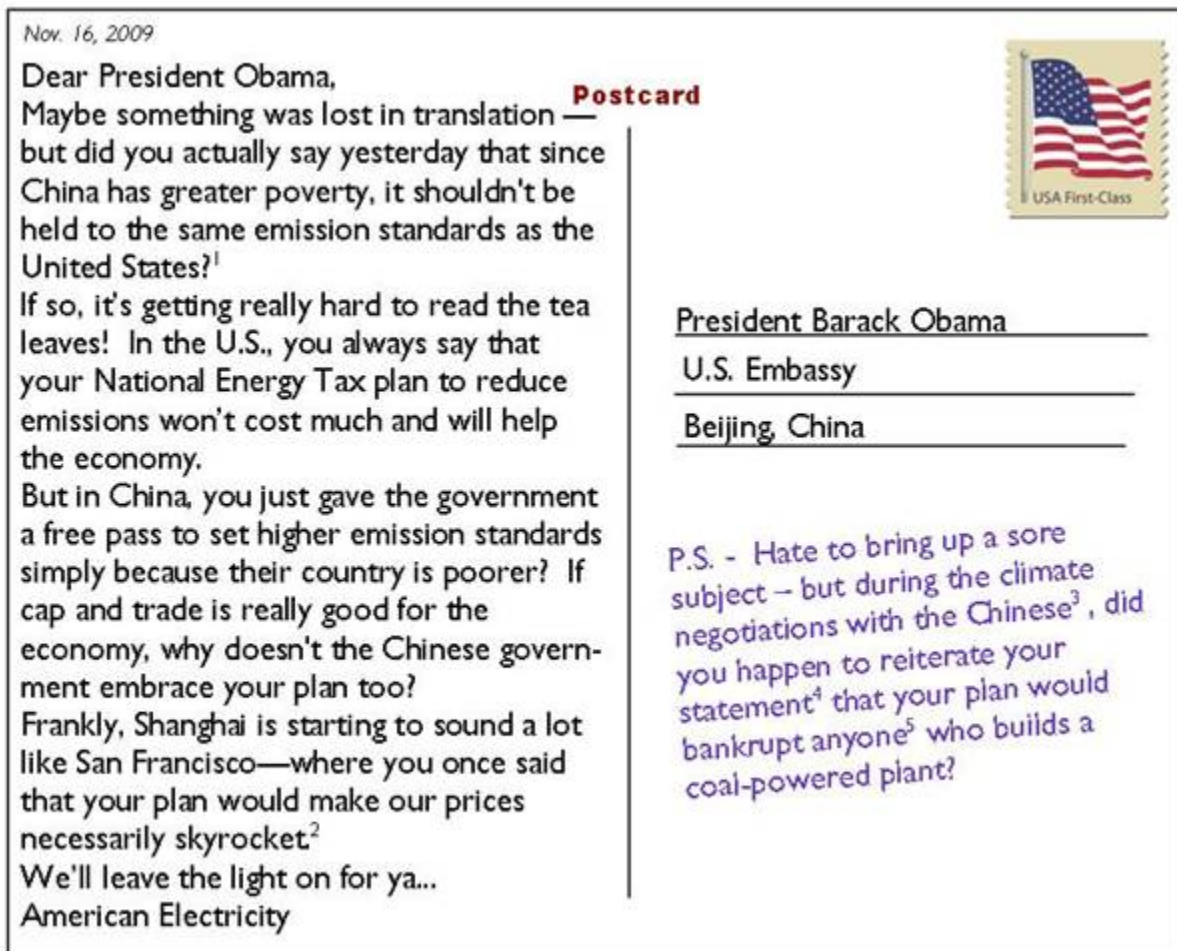 Nov. 16, 2009
Dear President Obama,
Maybe something was lost in translation —
but did you actually say yesterday that since
China has greater poverty, it shouldn't be
held to the same emission standards as the
United States?¹
If so, it's getting really hard to read the tea
leaves! In the U.S., you always say that
your National Energy Tax plan to reduce
emissions won't cost much and will help
the economy.
But in China, you just gave the government
a free pass to set higher emission standards
simply because their country is poorer? If
cap and trade is really good for the
economy, why doesn't the Chinese govern-
ment embrace your plan too?
Frankly, Shanghai is starting to sound a lot
like San Francisco—where you once said
that your plan would make our prices
necessarily skyrocket.²
We'll leave the light on for ya...
American Electricity
Postcard
USA First-Class
President Barack Obama
U.S. Embassy
Beijing, China
P.S. - Hate to bring up a sore
subject – but during the climate
negotiations with the Chinese³ , did
you happen to reiterate your
statement⁴ that your plan would
bankrupt anyone⁵ who builds a
coal-powered plant?